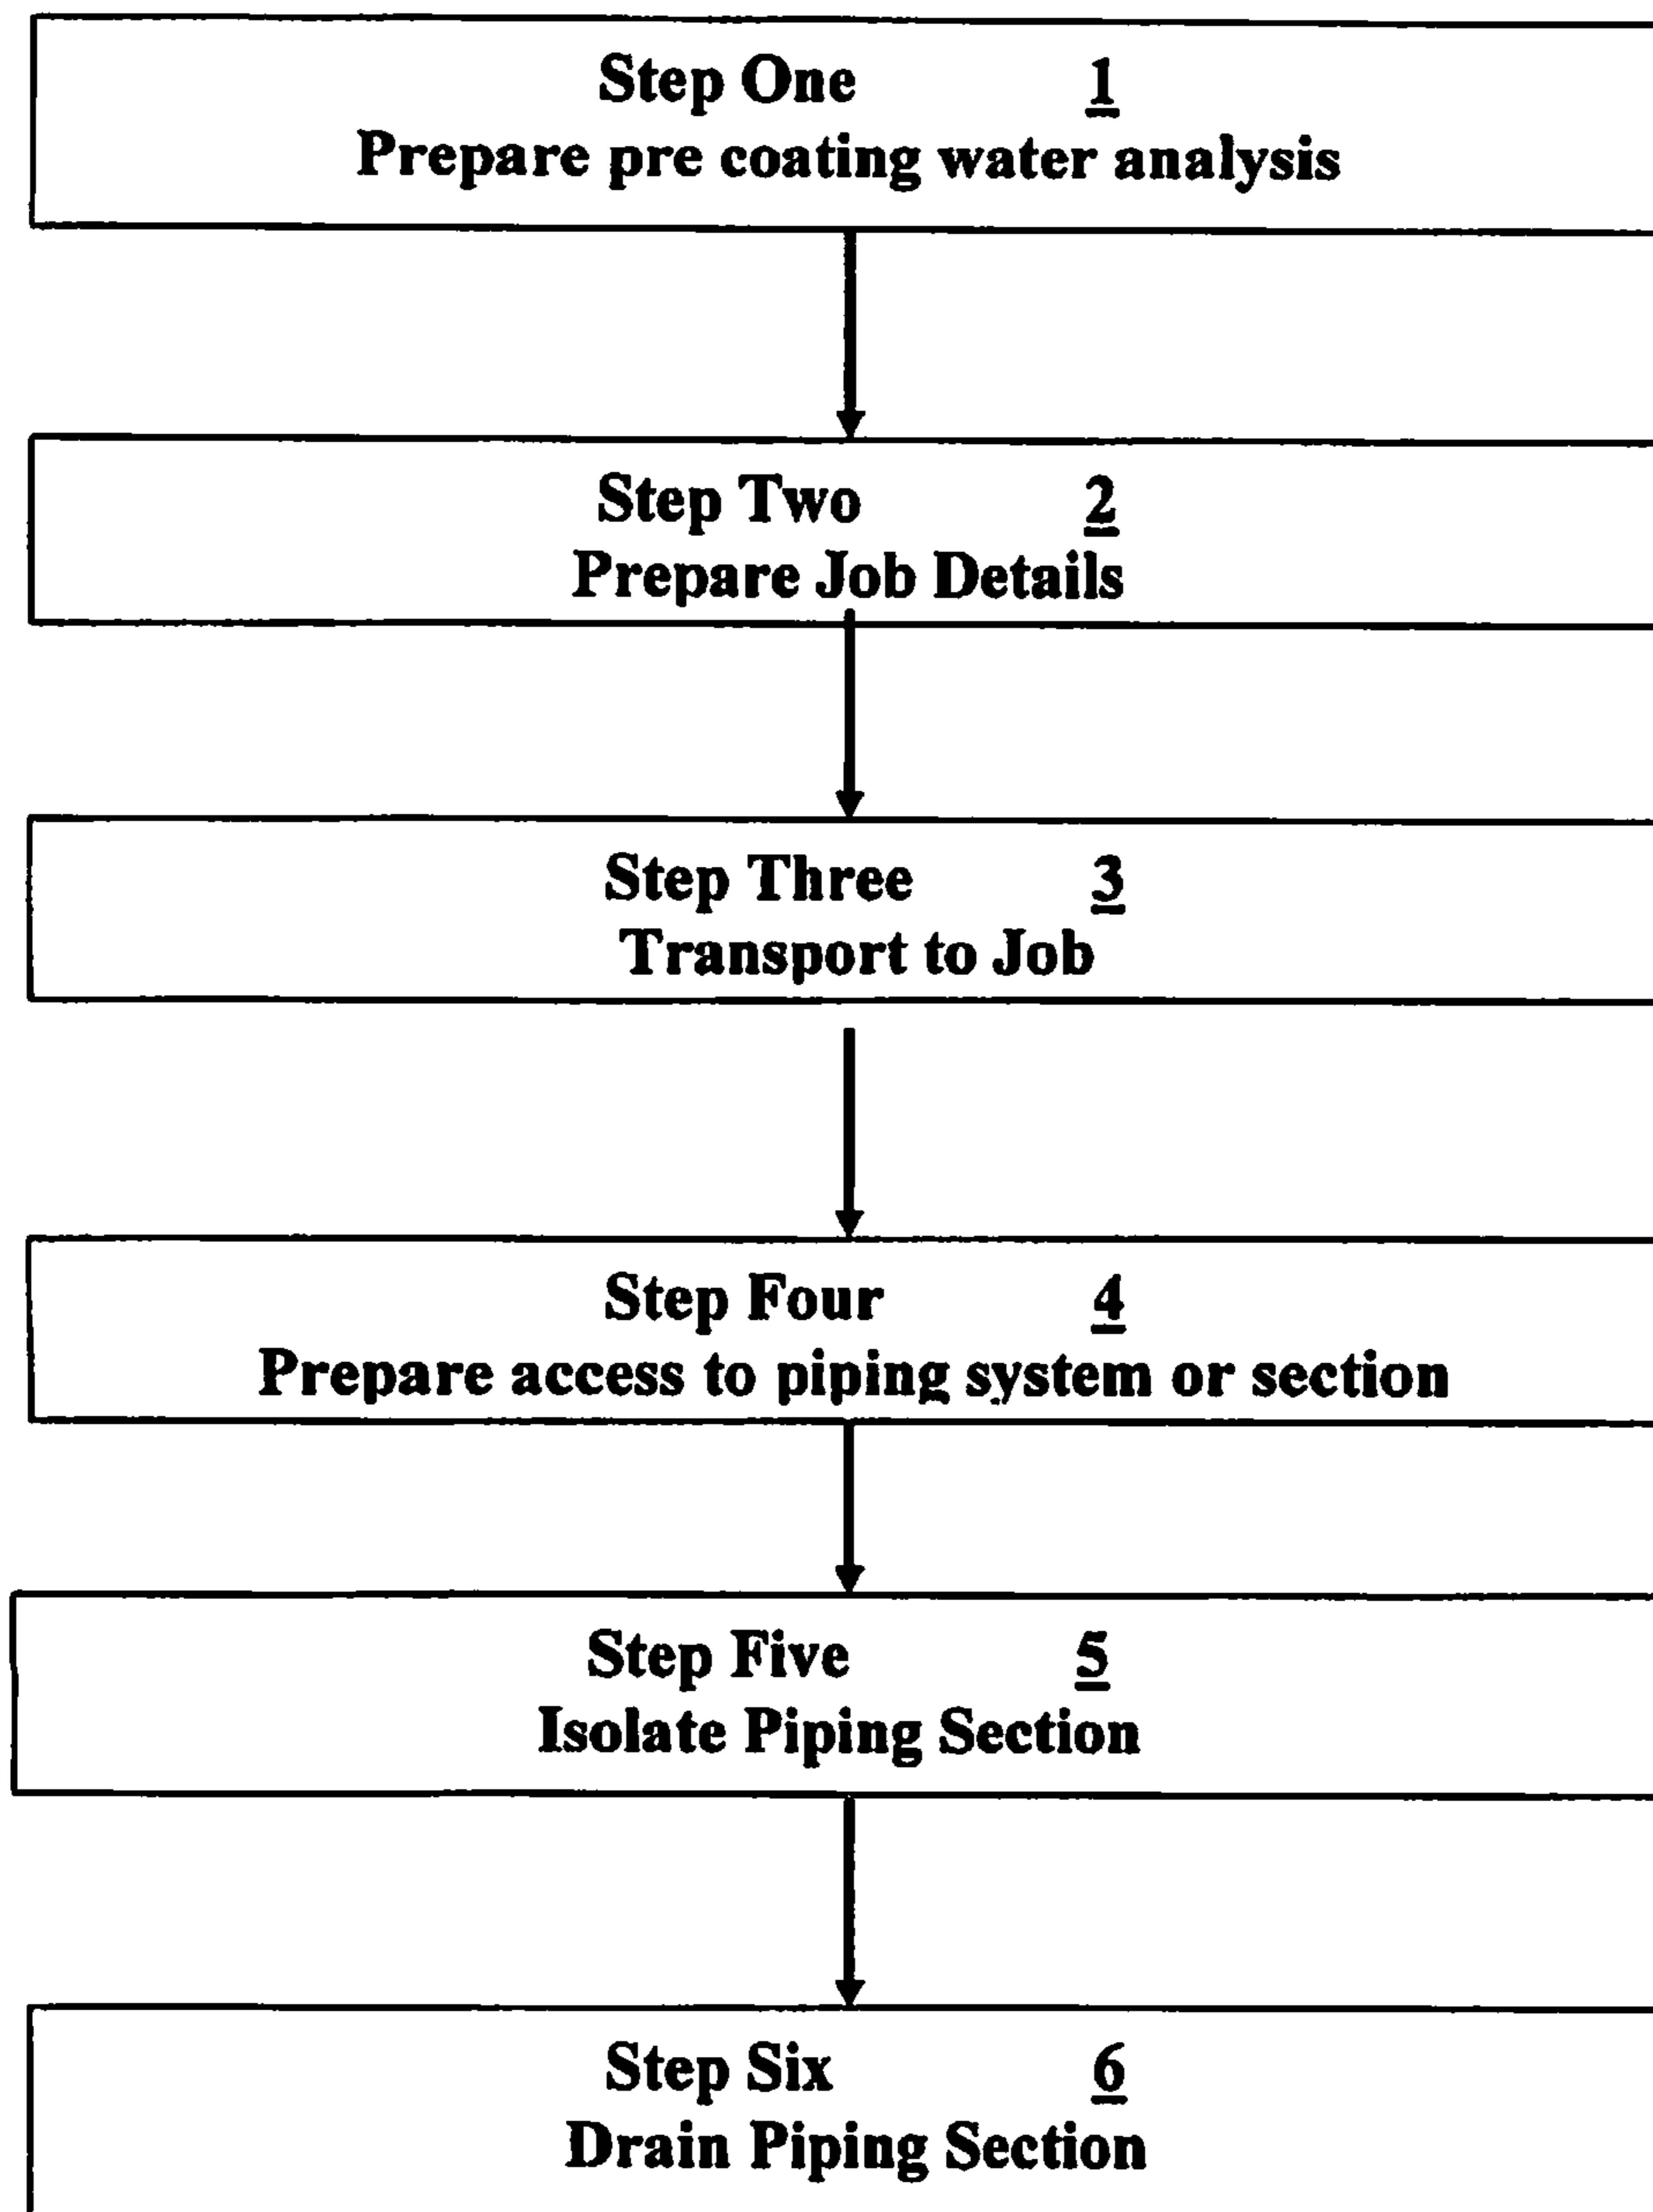 Step One 1
Prepare pre coating water analysis
Step Two 2
Prepare Job Details
Step Three 3
Transport to Job
Step Four 4
Prepare access to piping system or section
Step Five 5
Isolate Piping Section
Step Six 6
Drain Piping Section